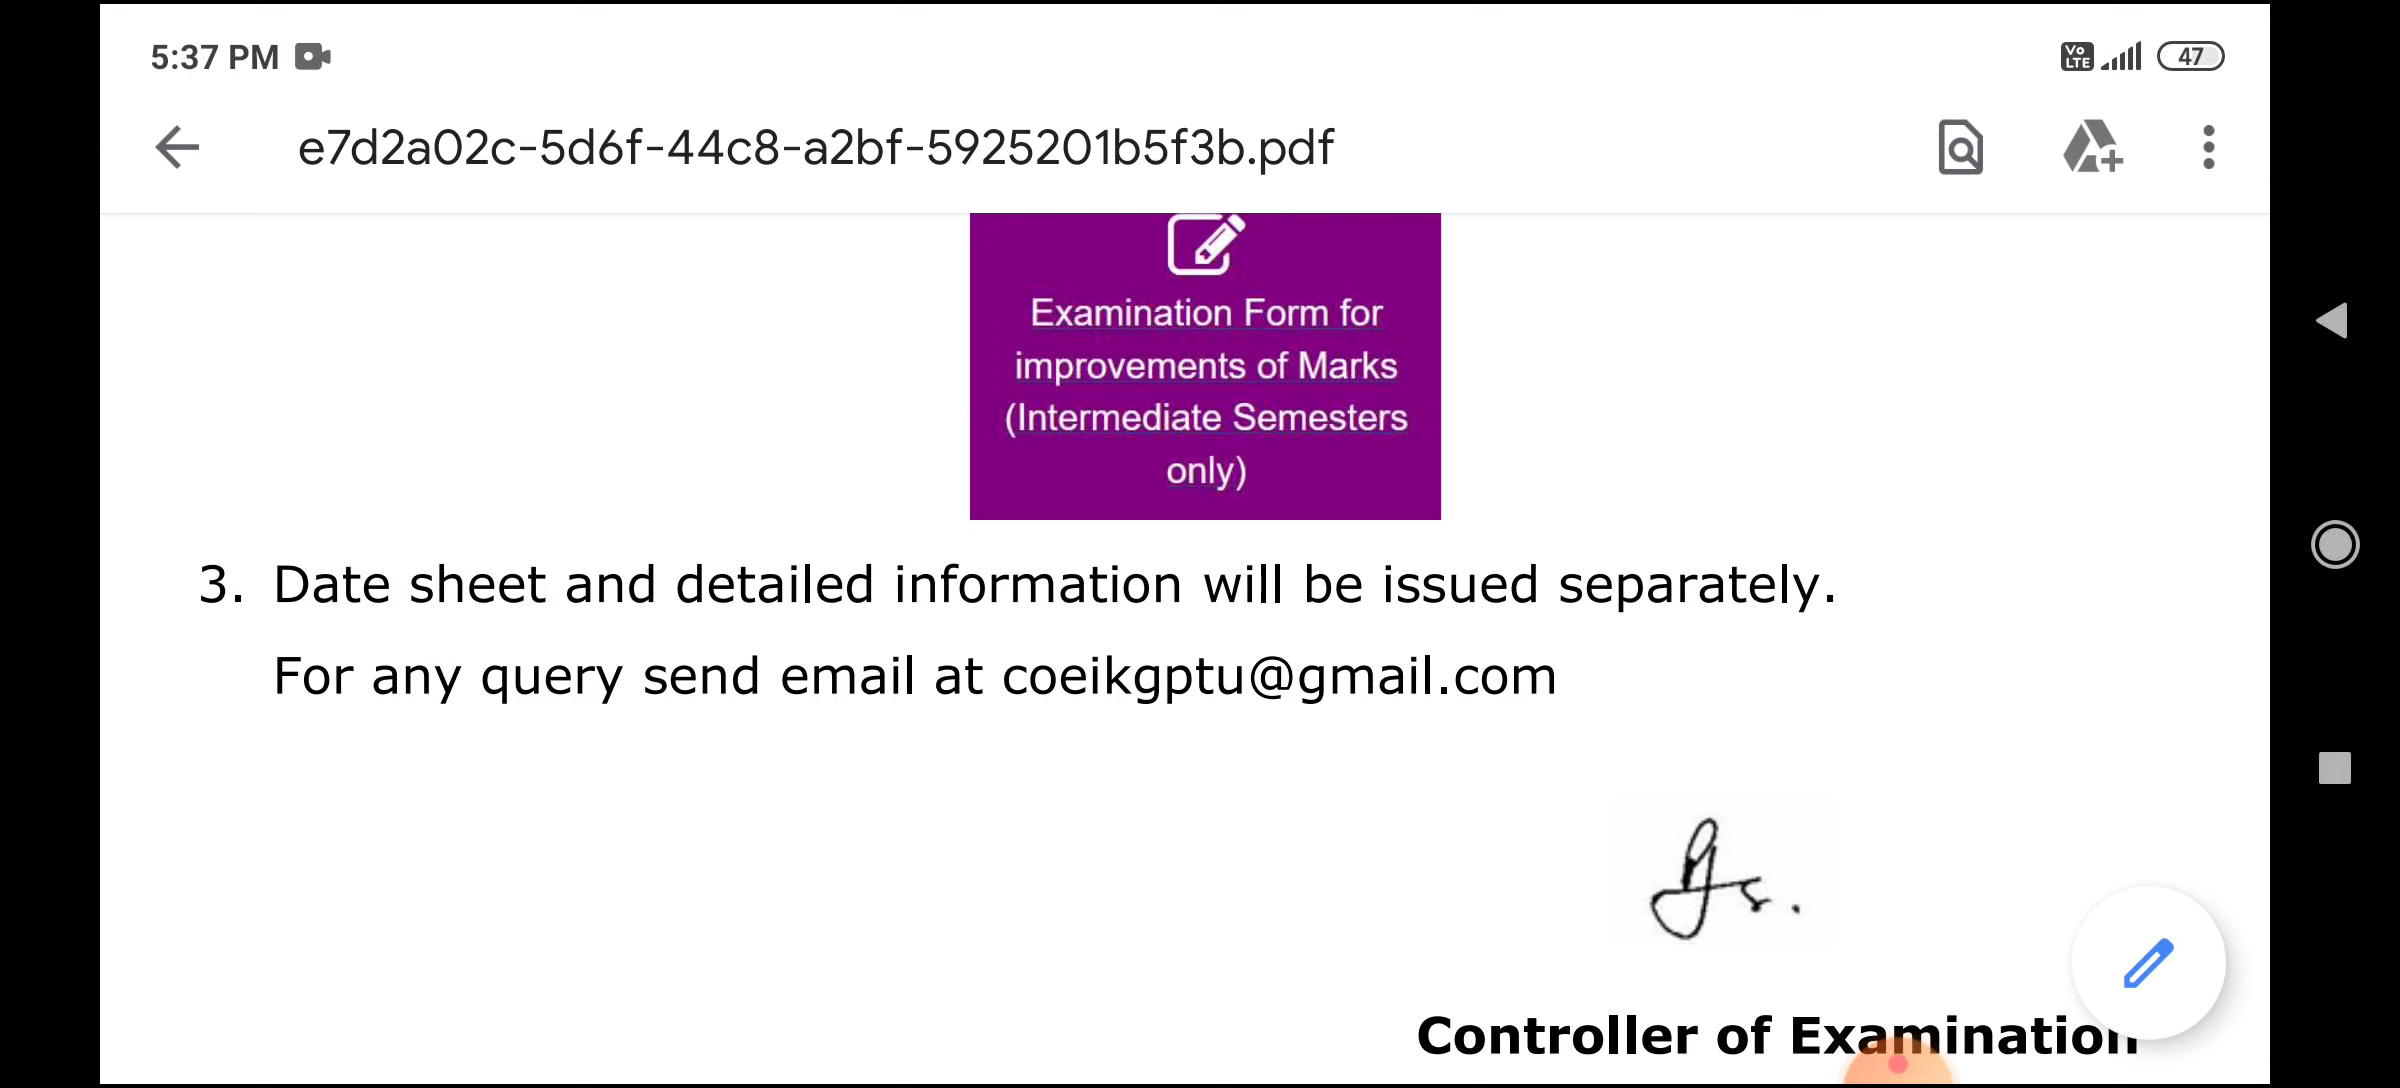 5:37 PM
Vo LTE
47
e7d2a02c-5d6f-44c8-a2bf-5925201b5f3b.pdf
Examination Form for
improvements of Marks
(Intermediate Semesters
only)
3. Date sheet and detailed information will be issued separately.
For any query send email at coeikgptu@gmail.com
Controller of Examination